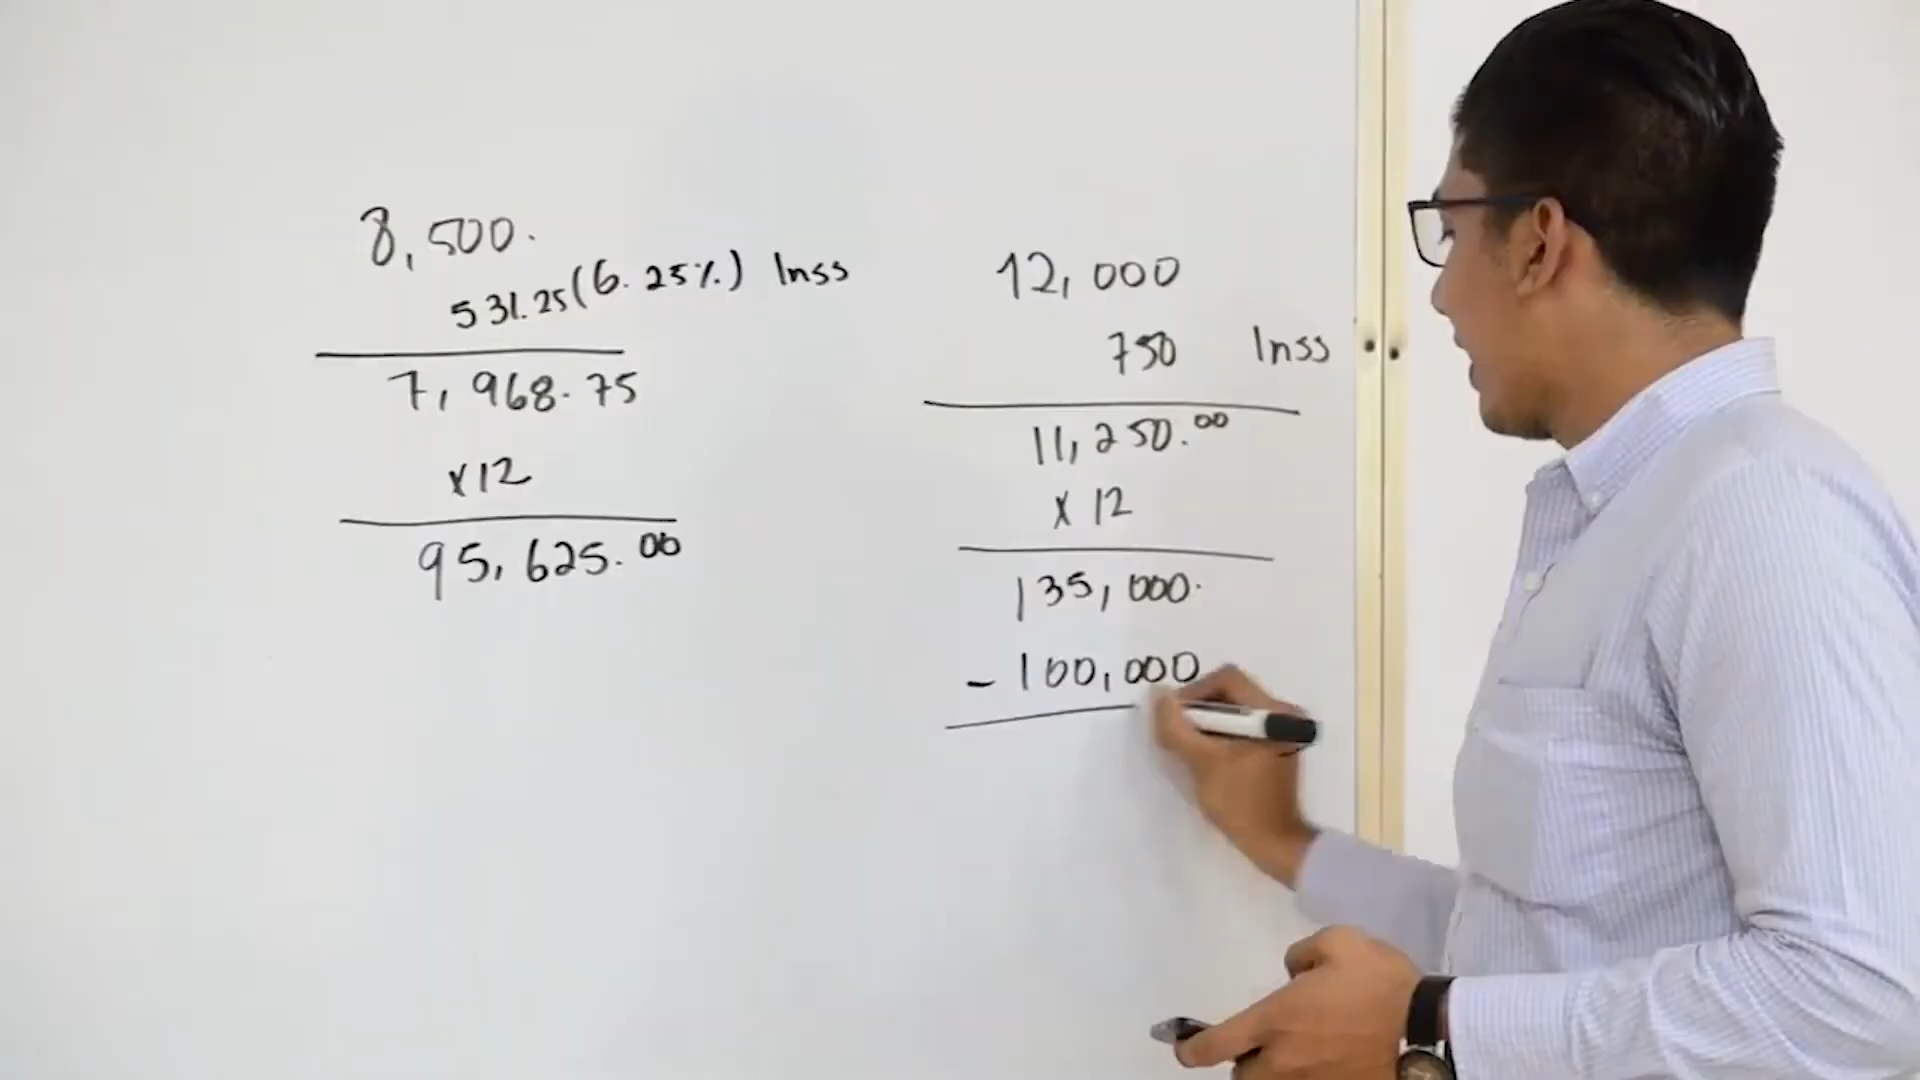 8,500.
531.25 (6.25%) Inss
7,968.75
x12
95,625.00
12,000
750 Inss
11,250.00
x 12
135,000.
- 100,000